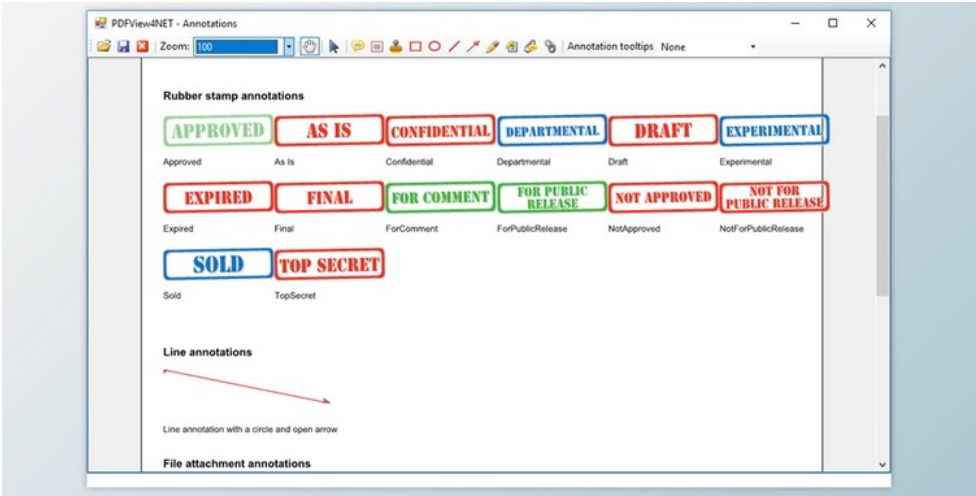 PDFView4NET - Annotations
Zoom: 100 Annotation tooltips None
Rubber stamp annotations
APPROVED AS IS CONFIDENTIAL DEPARTMENTAL DRAFT EXPERIMENTAL
Approved As Is Confidential Departmental Draft Experimental
EXPIRED FINAL FOR COMMENT FOR PUBLIC RELEASE NOT APPROVED NOT FOR PUBLIC RELEASE
Expired Final ForComment ForPublicRelease NotApproved NotForPublicRelease
SOLD TOP SECRET
Sold TopSecret
Line annotations
Line annotation with a circle and open arrow
File attachment annotations